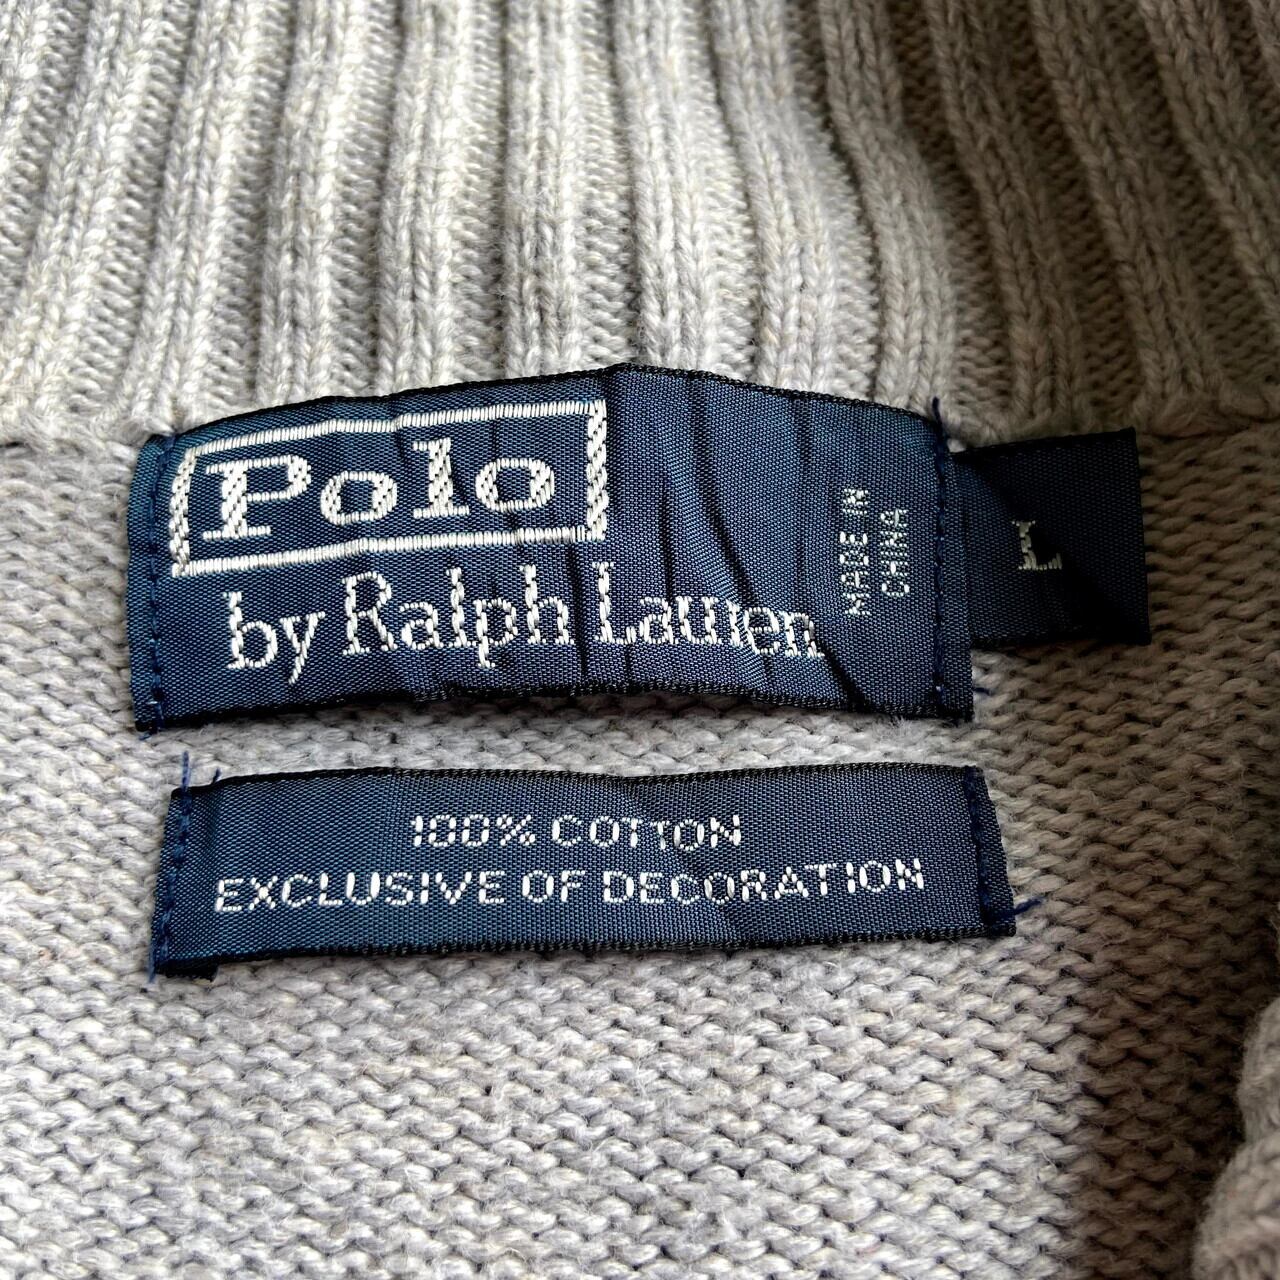 Polo
by Ralph Lauren
MADE IN
CHINA
L
100% COTTON
EXCLUSIVE OF DECORATION